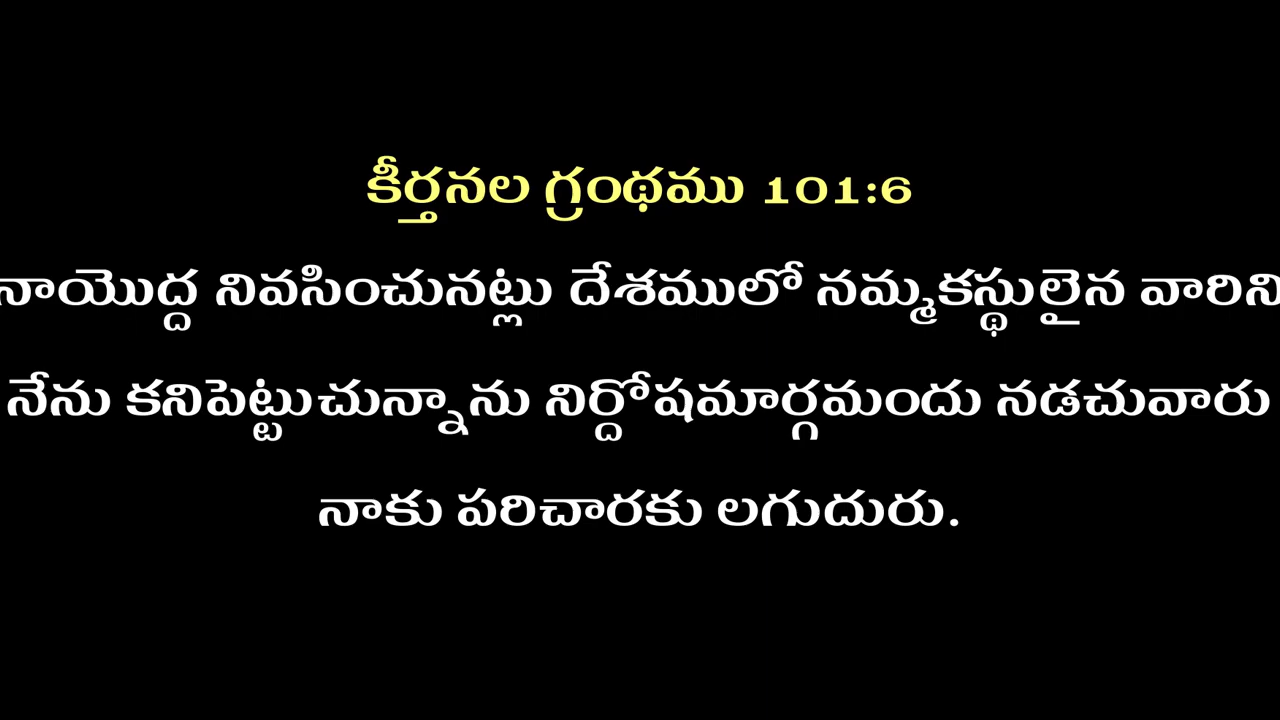 కీర్తనల గ్రంథము 101:6
నాయొద్ద నివసించునట్లు దేశములో నమ్మకస్థులైన వారిని
నేను కనిపెట్టుచున్నాను నిర్దోషమార్గమందు నడచువారు
నాకు పరిచారకు లగుదురు.